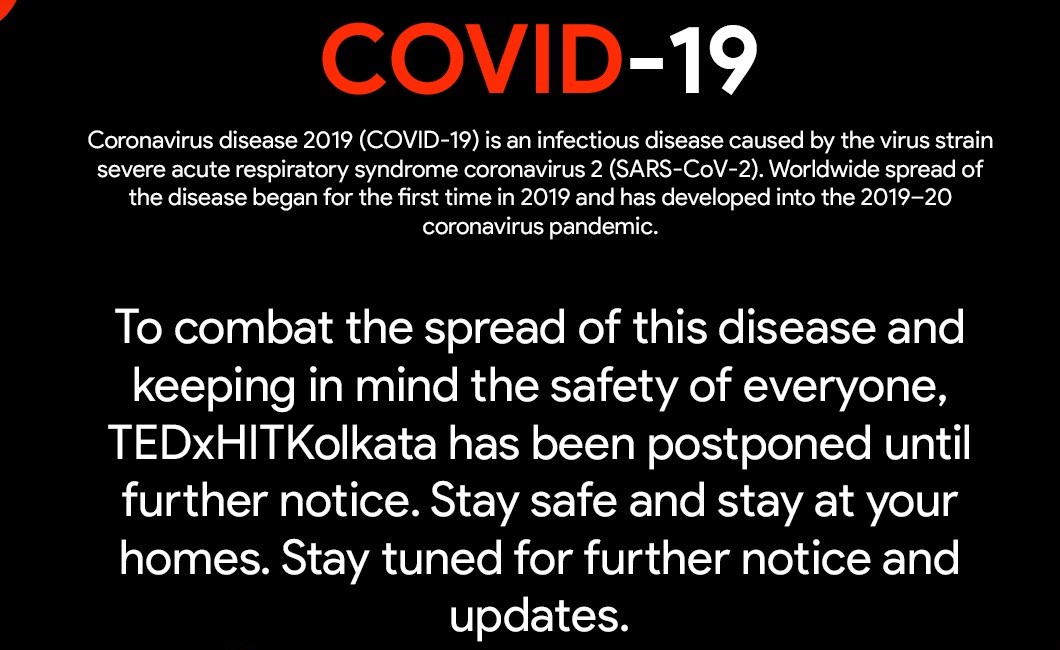 COVID-19
Coronavirus disease 2019 (COVID-19) is an infectious disease caused by the virus strain
severe acute respiratory syndrome coronavirus 2 (SARS-CoV-2). Worldwide spread of
the disease began for the first time in 2019 and has developed into the 2019–20
coronavirus pandemic.
To combat the spread of this disease and
keeping in mind the safety of everyone,
TEDxHITKolkata has been postponed until
further notice. Stay safe and stay at your
homes. Stay tuned for further notice and
updates.